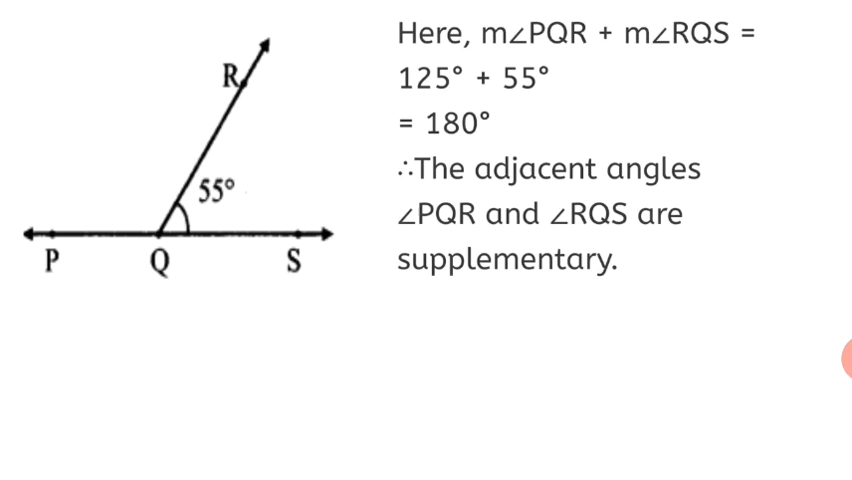 R
55°
P
Q
S
Here, m∠PQR + m∠RQS =
125° + 55°
= 180°
∴The adjacent angles
∠PQR and ∠RQS are
supplementary.